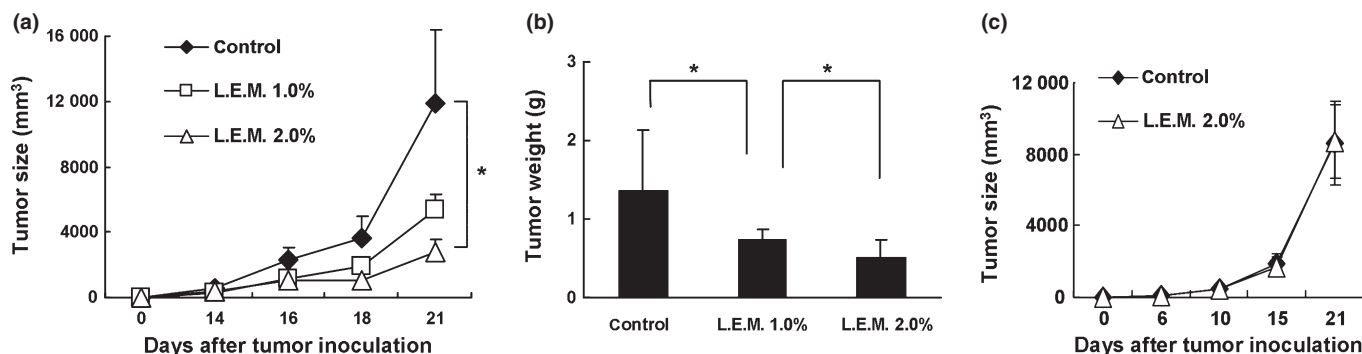 (a)
Tumor size (mm³)
16 000
12 000
8000
4000
0
Control
L.E.M. 1.0%
L.E.M. 2.0%
*
0 14 16 18 21
Days after tumor inoculation
(b)
Tumor weight (g)
3
2
1
0
* *
Control L.E.M. 1.0% L.E.M. 2.0%
(c)
Tumor size (mm³)
12 000
8000
4000
0
Control
L.E.M. 2.0%
0 6 10 15 21
Days after tumor inoculation